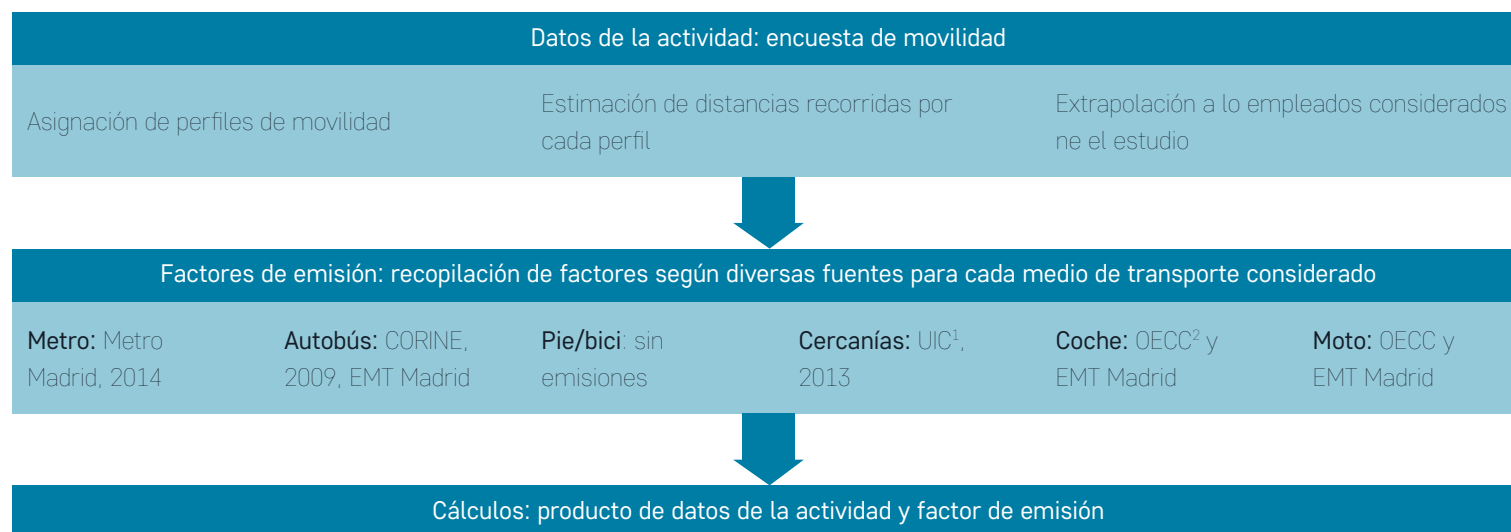 Datos de la actividad: encuesta de movilidad
Asignación de perfiles de movilidad
Estimación de distancias recorridas por
cada perfil
Extrapolación a lo empleados considerados
ne el estudio
Factores de emisión: recopilación de factores según diversas fuentes para cada medio de transporte considerado
Metro: Metro
Madrid, 2014
Autobús: CORINE,
2009, EMT Madrid
Pie/bici: sin
emisiones
Cercanías: UIC¹,
2013
Coche: OECC² y
EMT Madrid
Moto: OECC y
EMT Madrid
Cálculos: producto de datos de la actividad y factor de emisión